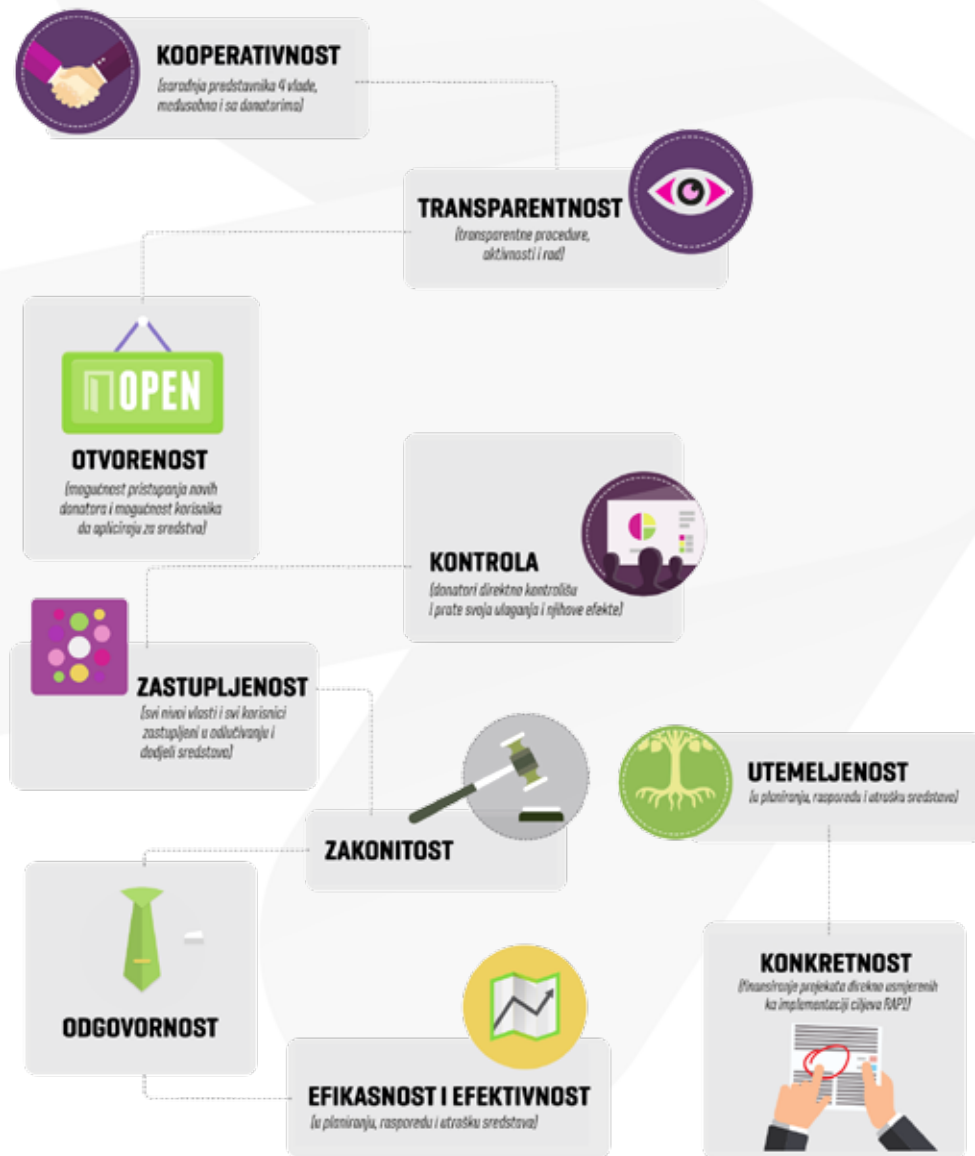 KOOPERATIVNOST
(saradnja predstavnika 4 vlade,
međusobna i sa donatorima)
TRANSPARENTNOST
(transparentne procedure,
aktivnosti i rad)
OPEN
OTVORENOST
(mogućnost pristupanja novih
donatora i mogućnost korisnika
da apliciraju za sredstva)
KONTROLA
(donatori direktno kontrolišu
i prate svoja ulaganja i njihove efekte)
ZASTUPLJENOST
(svi nivoi vlasti i svi korisnici
zastupljeni u odlučivanju i
dodjeli sredstava)
ZAKONITOST
ODGOVORNOST
EFIKASNOST I EFEKTIVNOST
(u planiranju, rasporedu i utrošku sredstava)
UTEMELJENOST
(u planiranju, rasporedu i utrošku sredstava)
KONKRETNOST
(finansiranje projekata direkno usmjerenih
ka implementaciji ciljeva RAP!)